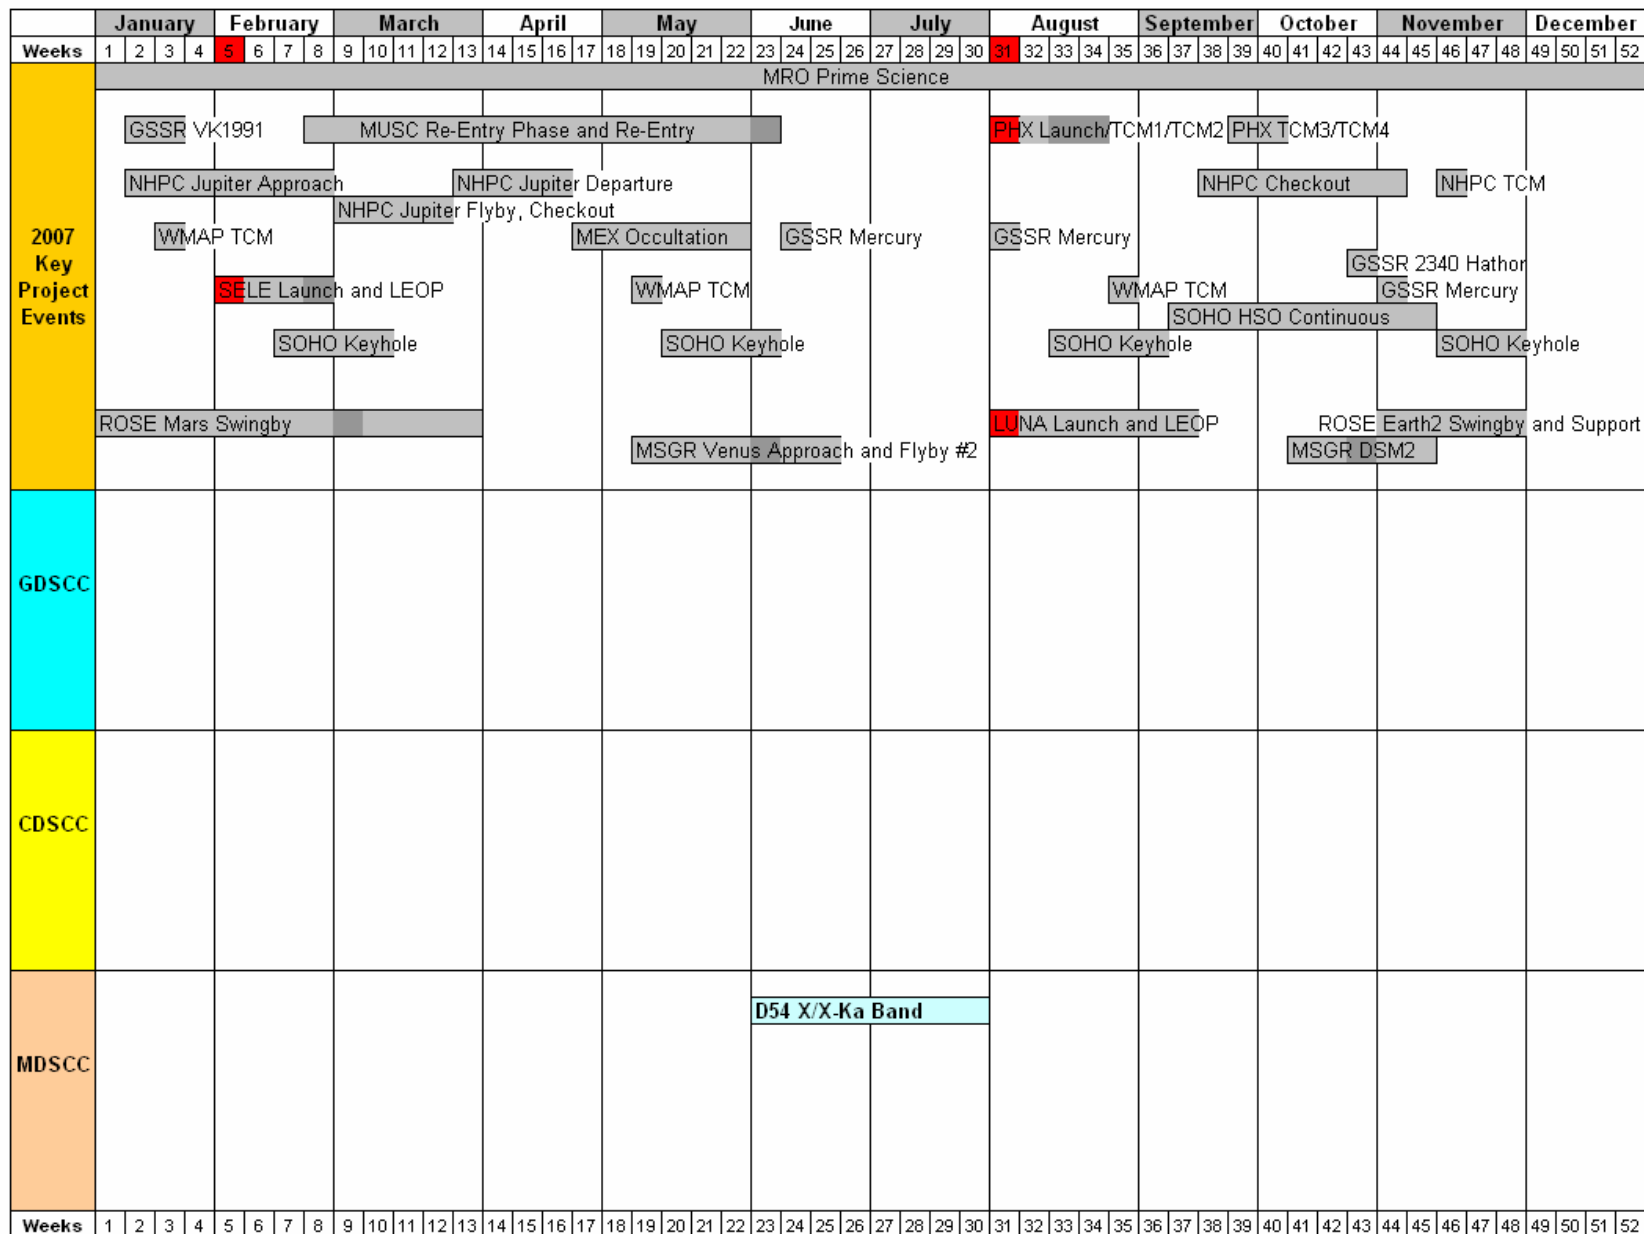 January February March April May June July August September October November December
Weeks 1 2 3 4 5 6 7 8 9 10 11 12 13 14 15 16 17 18 19 20 21 22 23 24 25 26 27 28 29 30 31 32 33 34 35 36 37 38 39 40 41 42 43 44 45 46 47 48 49 50 51 52
MRO Prime Science
GSSR VK1991 MUSC Re-Entry Phase and Re-Entry PHX Launch/TCM1/TCM2 PHX TCM3/TCM4
NHPC Jupiter Approach NHPC Jupiter Departure NHPC Checkout NHPC TCM
NHPC Jupiter Flyby, Checkout
WMAP TCM MEX Occultation GSSR Mercury GSSR Mercury
2007
Key
Project
Events
GSSR 2340 Hathor
SELE Launch and LEOP WMAP TCM WMAP TCM GSSR Mercury
SOHO HSO Continuous
SOHO Keyhole SOHO Keyhole SOHO Keyhole SOHO Keyhole
ROSE Mars Swingby LUNA Launch and LEOP ROSE Earth2 Swingby and Support
MSGR Venus Approach and Flyby #2 MSGR DSM2
GDSCC
CDSCC
D54 X/X-Ka Band
MDSCC
Weeks 1 2 3 4 5 6 7 8 9 10 11 12 13 14 15 16 17 18 19 20 21 22 23 24 25 26 27 28 29 30 31 32 33 34 35 36 37 38 39 40 41 42 43 44 45 46 47 48 49 50 51 52